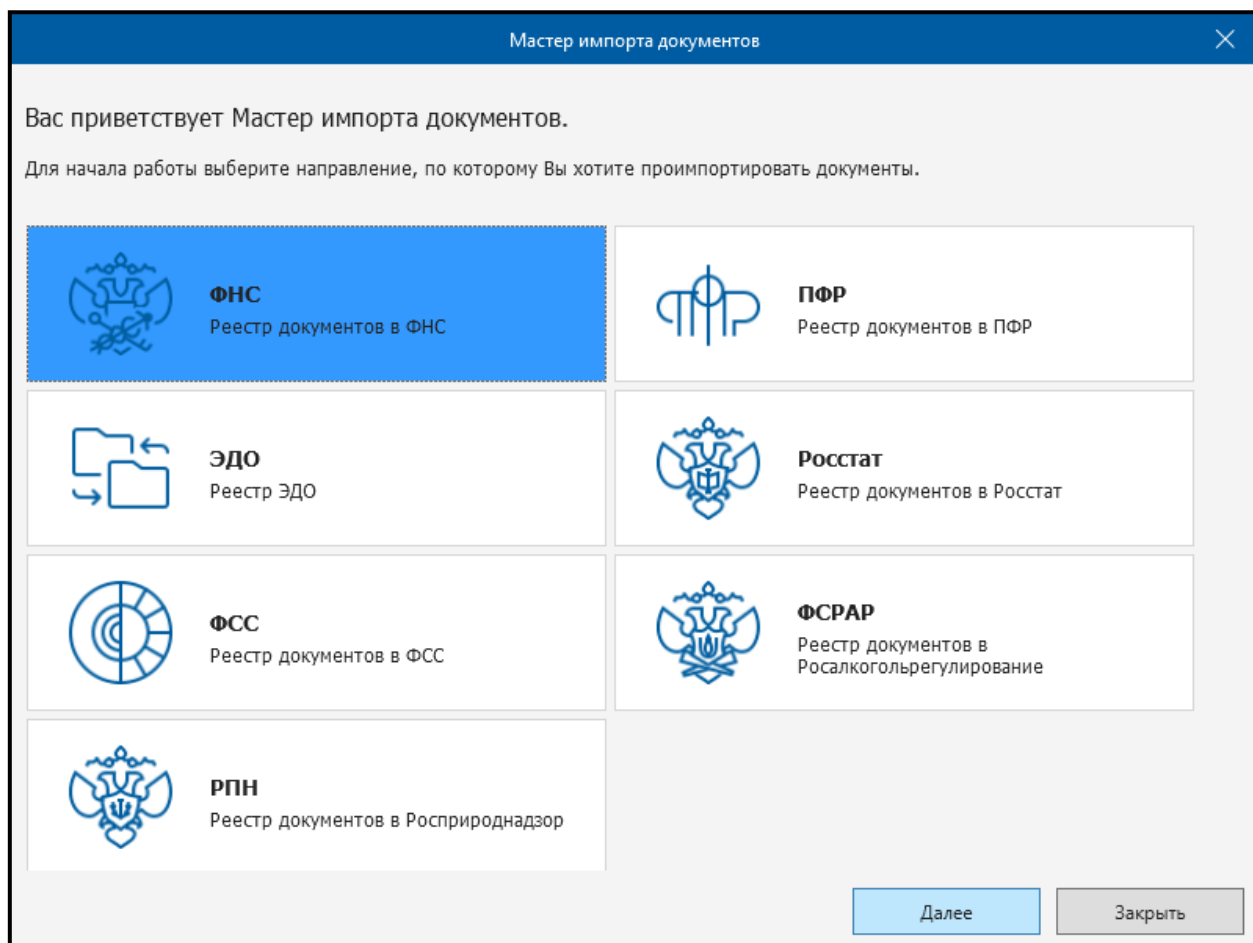 Мастер импорта документов
Вас приветствует Мастер импорта документов.
Для начала работы выберите направление, по которому Вы хотите проимпортировать документы.
ФНС
Реестр документов в ФНС
ПФР
Реестр документов в ПФР
ЭДО
Реестр ЭДО
Росстат
Реестр документов в Росстат
ФСС
Реестр документов в ФСС
ФСРАР
Реестр документов в
Росалкогольрегулирование
РПН
Реестр документов в Росприроднадзор
Далее
Закрыть